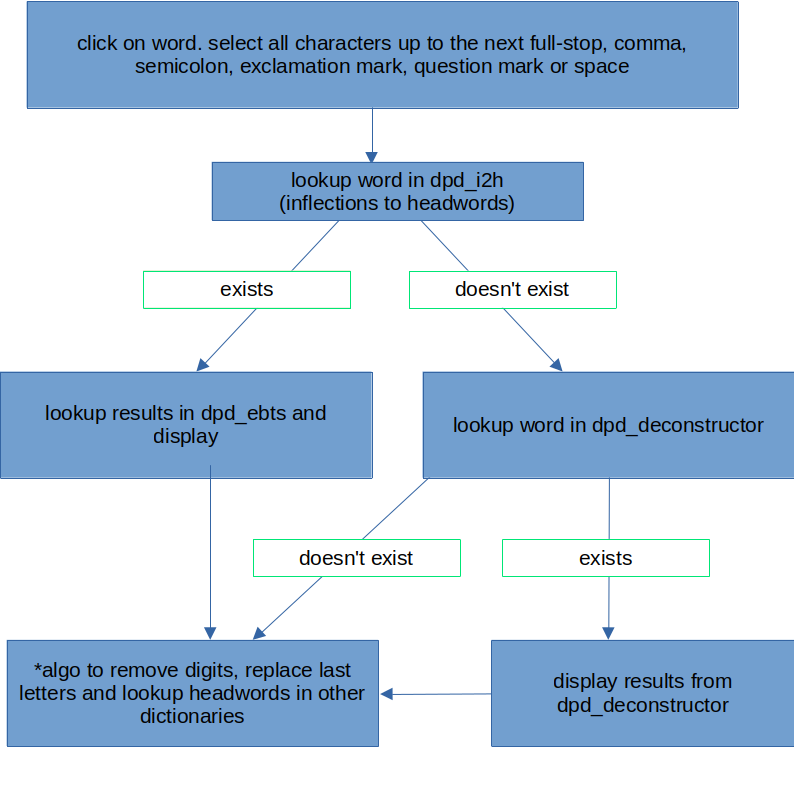 click on word. select all characters up to the next full-stop, comma,
semicolon, exclamation mark, question mark or space
lookup word in dpd_i2h
(inflections to headwords)
exists
doesn't exist
lookup results in dpd_ebts and
display
lookup word in dpd_deconstructor
doesn't exist
exists
*algo to remove digits, replace last
letters and lookup headwords in other
dictionaries
display results from
dpd_deconstructor